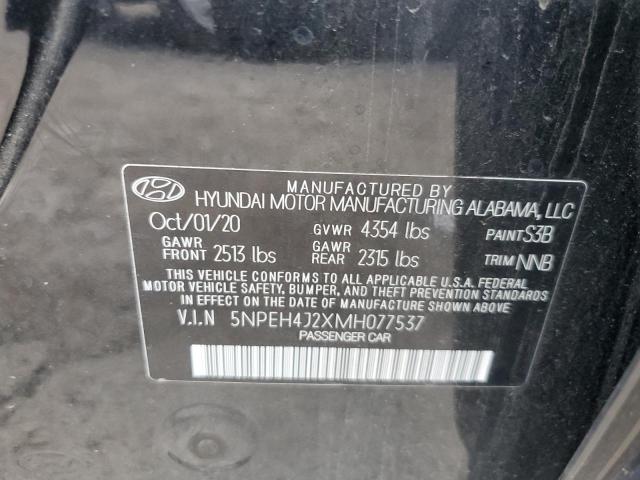 MANUFACTURED BY
HYUNDAI MOTOR MANUFACTURING ALABAMA, LLC
Oct/01/20 GVWR 4354 lbs PAINT S3B
GAWR FRONT 2513 lbs GAWR REAR 2315 lbs TRIM NNB
THIS VEHICLE CONFORMS TO ALL APPLICABLE U.S.A. FEDERAL
MOTOR VEHICLE SAFETY, BUMPER, AND THEFT PREVENTION STANDARDS
IN EFFECT ON THE DATE OF MANUFACTURE SHOWN ABOVE.
V.I.N 5NPEH4J2XMH077537
PASSENGER CAR